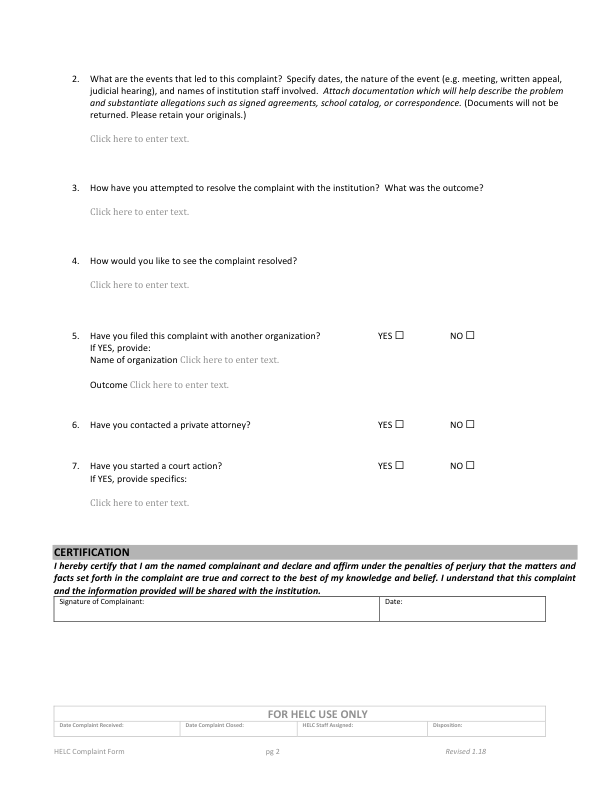 2. What are the events that led to this complaint? Specify dates, the nature of the event (e.g. meeting, written appeal,
judicial hearing), and names of institution staff involved. Attach documentation which will help describe the problem
and substantiate allegations such as signed agreements, school catalog, or correspondence. (Documents will not be
returned. Please retain your originals.)
Click here to enter text.
3. How have you attempted to resolve the complaint with the institution? What was the outcome?
Click here to enter text.
4. How would you like to see the complaint resolved?
Click here to enter text.
5. Have you filed this complaint with another organization? YES ☐ NO ☐
If YES, provide:
Name of organization Click here to enter text.
Outcome Click here to enter text.
6. Have you contacted a private attorney? YES ☐ NO ☐
7. Have you started a court action? YES ☐ NO ☐
If YES, provide specifics:
Click here to enter text.
CERTIFICATION
I hereby certify that I am the named complainant and declare and affirm under the penalties of perjury that the matters and
facts set forth in the complaint are true and correct to the best of my knowledge and belief. I understand that this complaint
and the information provided will be shared with the institution.
Signature of Complainant: Date:
FOR HELC USE ONLY
Date Complaint Received: Date Complaint Closed: HELC Staff Assigned: Disposition:
HELC Complaint Form pg 2 Revised 1.18